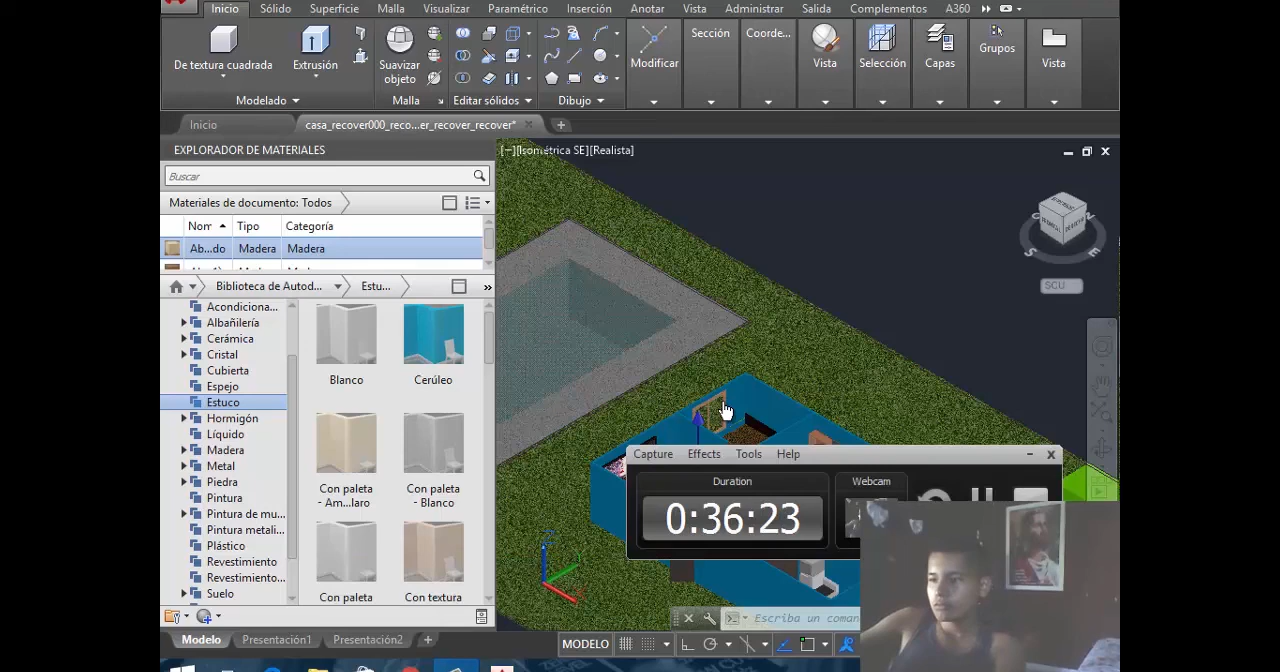 Inicio Sólido Superficie Malla Visualizar Paramétrico Inserción Anotar Vista Administrar Salida Complementos A360
De textura cuadrada Extrusión Suavizar objeto Modificar Sección Coorde... Vista Selección Capas Grupos Vista
Modelado Malla Editar sólidos Dibujo
Inicio casa_recover000_reco...er_recover_recover*
EXPLORADOR DE MATERIALES
[−][Isométrica SE][Realista]
Buscar
Materiales de documento: Todos
Nor Tipo Categoría
Ab...do Madera Madera
Biblioteca de Autod... Estu...
SCU
Acondiciona...
Albañilería
Cerámica
Cristal
Cubierta
Espejo
Estuco
Hormigón
Líquido
Madera
Metal
Piedra
Pintura
Pintura de mu...
Pintura metali...
Plástico
Revestimiento
Revestimiento...
Suelo
Blanco Cerúleo
Con paleta - Am...laro
Con paleta - Blanco
Con paleta Con textura
Capture Effects Tools Help
Duration Webcam
0:36:23
Escriba un coman
Modelo Presentación1 Presentación2 +
MODELO